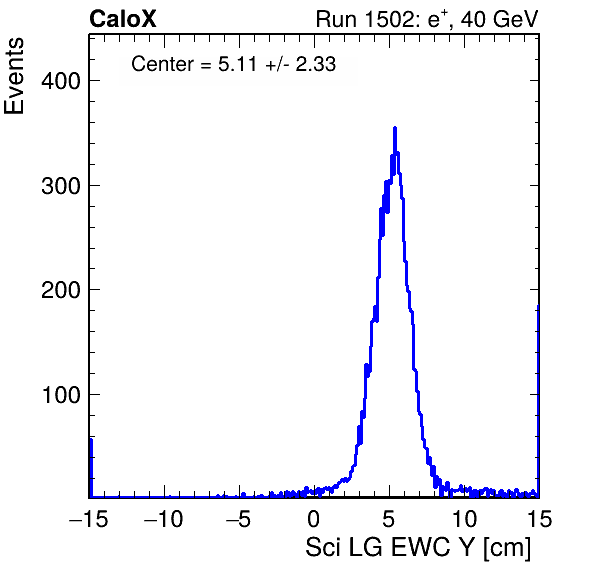 CaloX Run 1502: e⁺, 40 GeV
Center = 5.11 +/- 2.33
Events
400
300
200
100
−15 −10 −5 0 5 10 15
Sci LG EWC Y [cm]